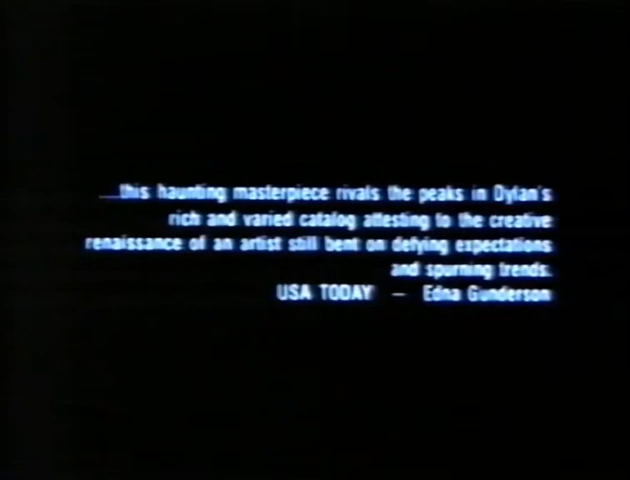 ...this haunting masterpiece rivals the peaks in Dylan's
rich and varied catalog attesting to the creative
renaissance of an artist still bent on defying expectations
and spurning trends.
USA TODAY – Edna Gunderson